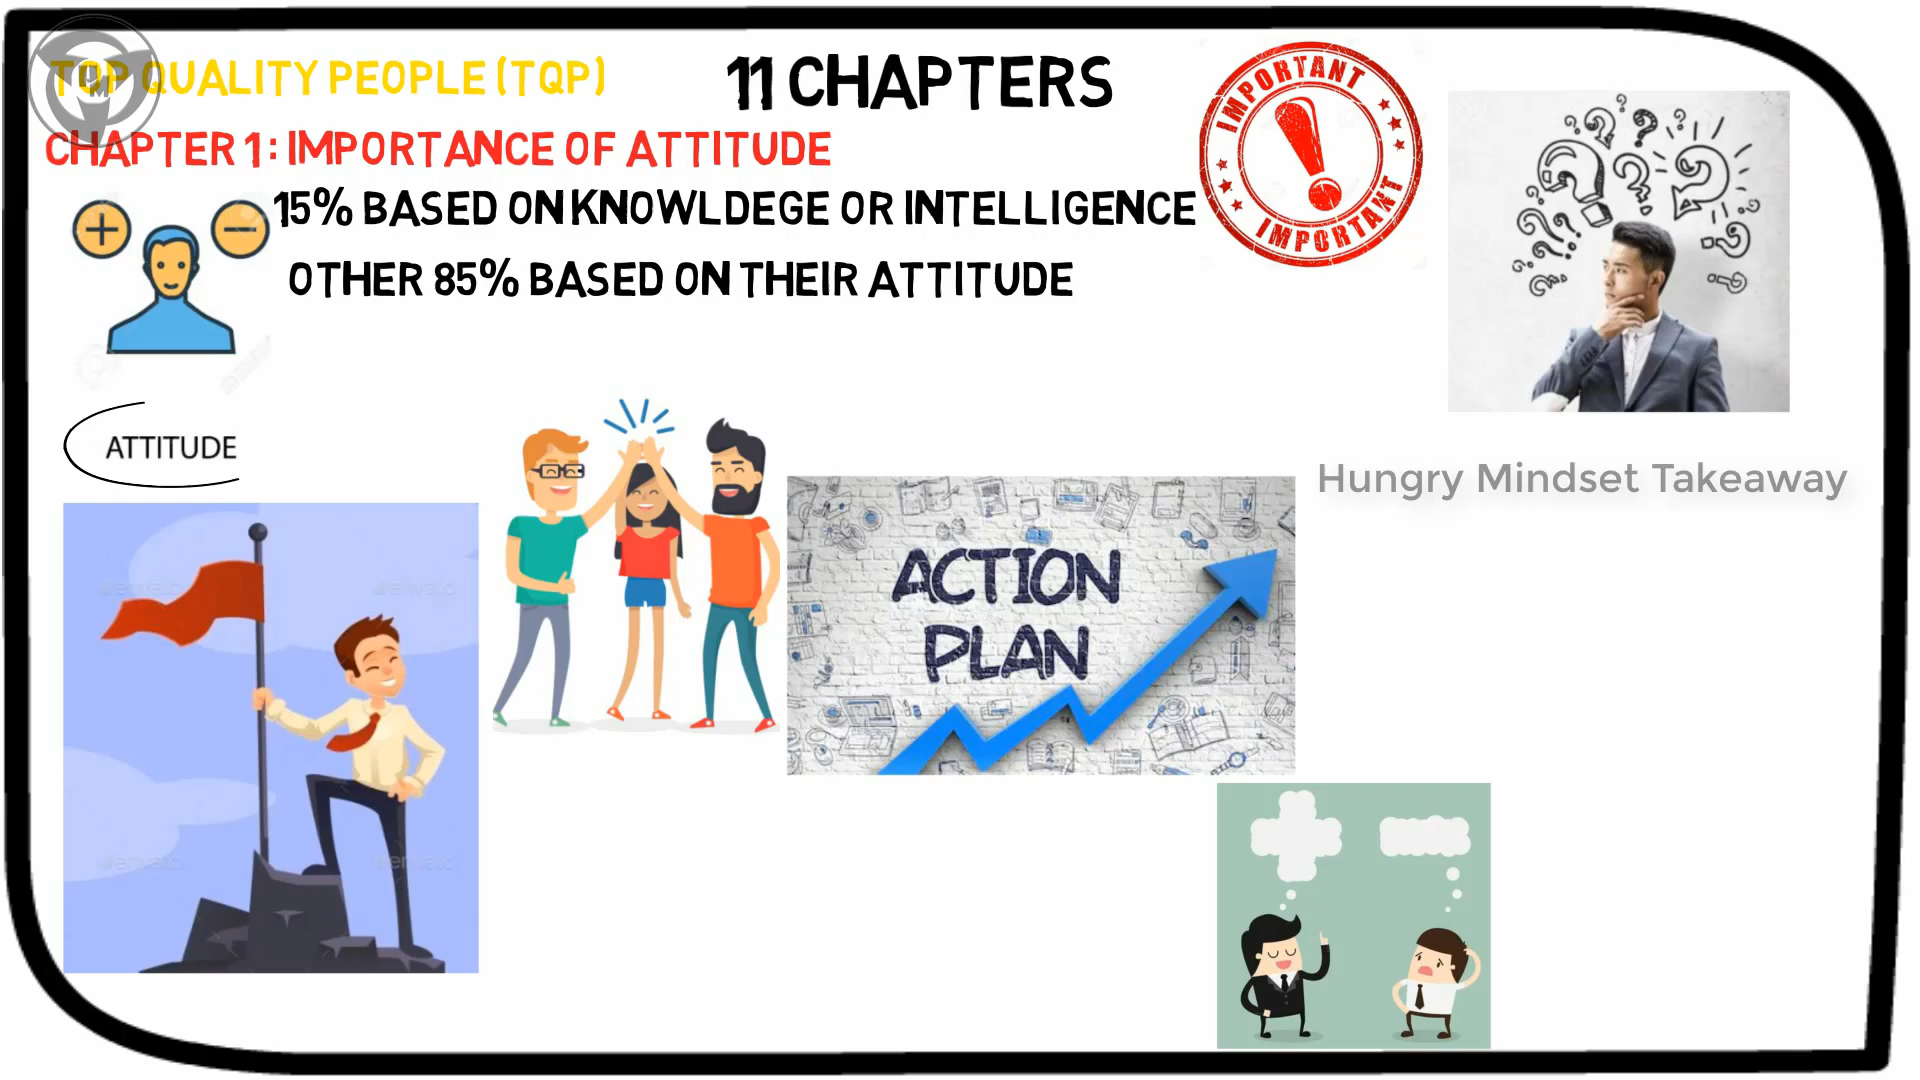 TOP QUALITY PEOPLE (TQP)
11 CHAPTERS
CHAPTER 1: IMPORTANCE OF ATTITUDE
15% BASED ON KNOWLDEGE OR INTELLIGENCE
OTHER 85% BASED ON THEIR ATTITUDE
IMPORTANT
IMPORTANT
ATTITUDE
Hungry Mindset Takeaway
ACTION
PLAN